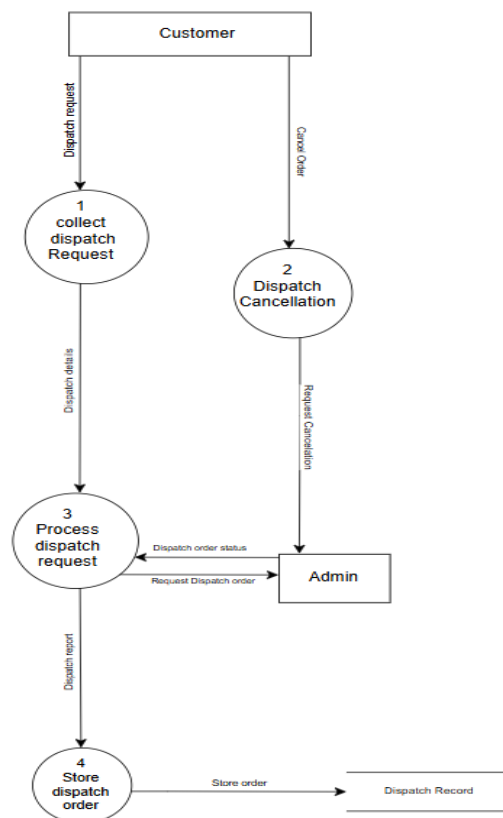 Customer
Dispatch request
Cancel Order
1
collect
dispatch
Request
2
Dispatch
Cancellation
Dispatch details
Request Cancelation
3
Process
dispatch
request
Dispatch order status
Request Dispatch order
Admin
Dispatch report
4
Store
dispatch
order
Store order
Dispatch Record